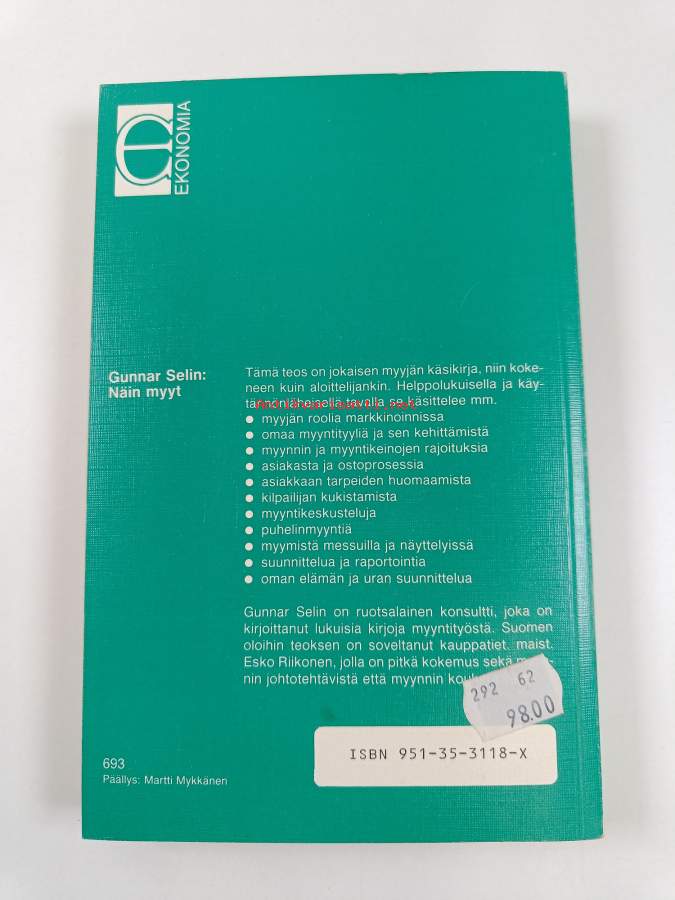 EKONOMIA
Gunnar Selin:
Näin myyt
Tämä teos on jokaisen myyjän käsikirja, niin koke-
neen kuin aloittelijankin. Helppolukuisella ja käy-
tännönläheisellä tavalla se käsittelee mm.
● myyjän roolia markkinoinnissa
● omaa myyntityyliä ja sen kehittämistä
● myynnin ja myyntikeinojen rajoituksia
● asiakasta ja ostoprosessia
● asiakkaan tarpeiden huomaamista
● kilpailijan kukistamista
● myyntikeskusteluja
● puhelinmyyntiä
● myymistä messuilla ja näyttelyissä
● suunnittelua ja raportointia
● oman elämän ja uran suunnittelua
Gunnar Selin on ruotsalainen konsultti, joka on
kirjoittanut lukuisia kirjoja myyntityöstä. Suomen
oloihin teoksen on soveltanut kauppatiet. maist.
Esko Riikonen, jolla on pitkä kokemus sekä
nin johtotehtävistä että myynnin
292 62
98.00
ISBN 951-35-3118-X
693
Päällys: Martti Mykkänen